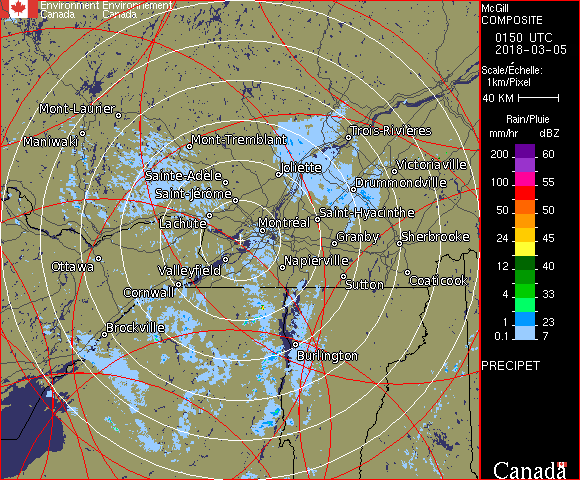 Environment Environnement
Canada Canada
McGill
COMPOSITE
0150 UTC
2018-03-05
Scale/Échelle:
1km/Pixel
40 KM
Rain/Pluie
mm/hr dBZ
200 60
100 55
50 50
24 45
12 40
4 33
1 23
0.1 7
PRECIPET
Canada
Mont-Laurier
Maniwaki
Mont-Tremblant
Trois-Rivières
Joliette
Victoriaville
Sainte-Adèle
Drummondville
Saint-Jérôme
Saint-Hyacinthe
Lachute
Montréal
Granby
Sherbrooke
Ottawa
Valleyfield
Napierville
Sutton
Coaticook
Cornwall
Brockville
Burlington